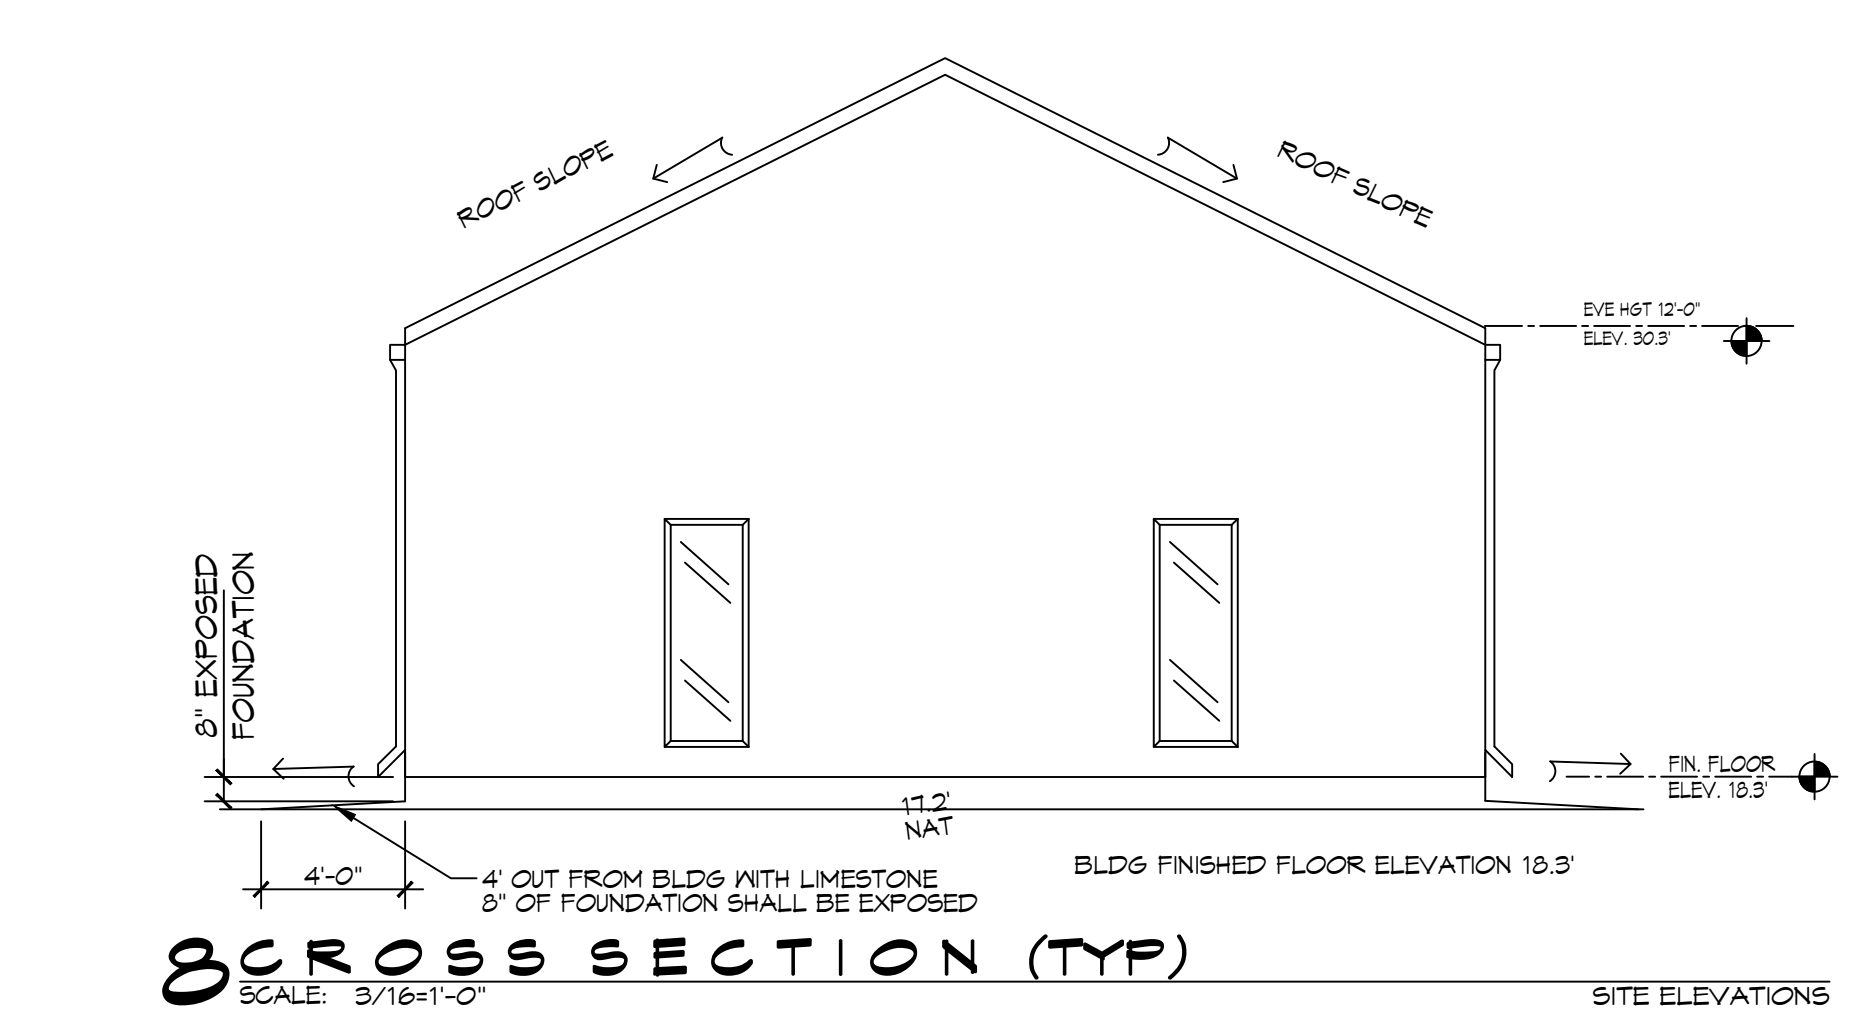 ROOF SLOPE
ROOF SLOPE
EVE HGT 12'-0"
ELEV. 30.3'
8" EXPOSED
FOUNDATION
FIN. FLOOR
ELEV. 18.3'
17.2'
NAT
BLDG FINISHED FLOOR ELEVATION 18.3'
4'-0"
4' OUT FROM BLDG WITH LIMESTONE
8" OF FOUNDATION SHALL BE EXPOSED
8 CROSS SECTION (TYP)
SCALE: 3/16=1'-0"
SITE ELEVATIONS